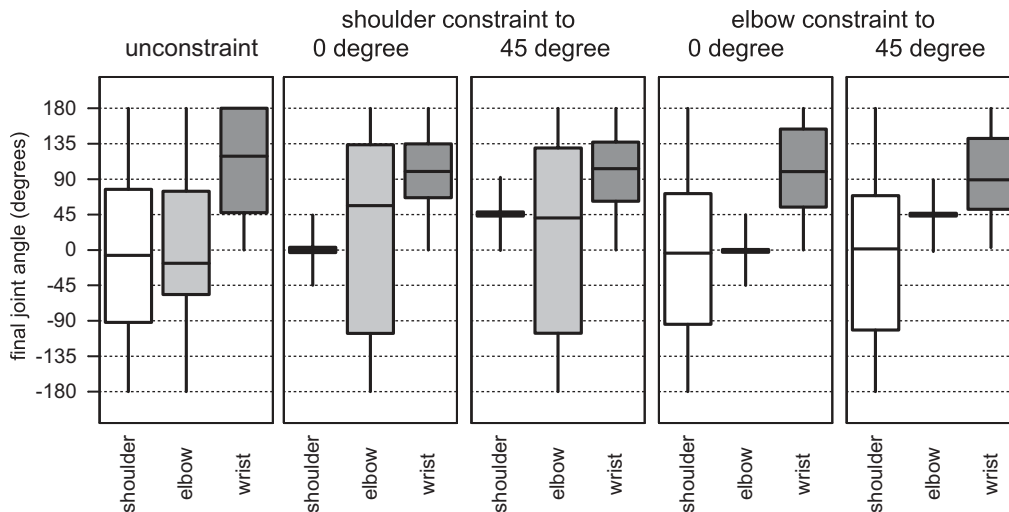 shoulder constraint to
elbow constraint to
unconstraint
0 degree
45 degree
0 degree
45 degree
final joint angle (degrees)
180
135
90
45
0
-45
-90
-135
-180
shoulder
elbow
wrist
shoulder
elbow
wrist
shoulder
elbow
wrist
shoulder
elbow
wrist
shoulder
elbow
wrist